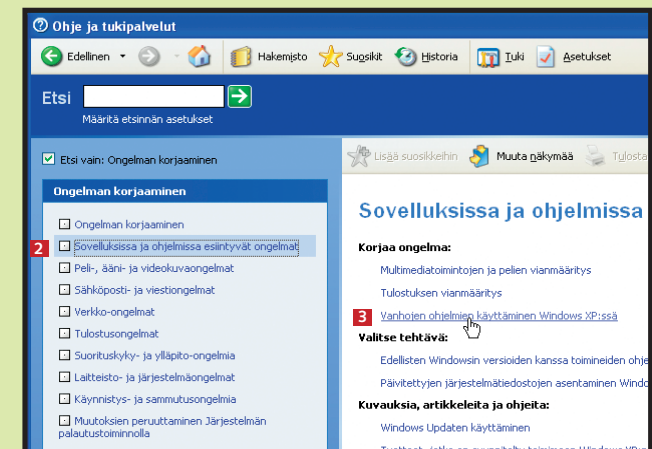 Ohje ja tukipalvelut
Edellinen Hakemisto Suosikit Historia Tuki Asetukset
Etsi
Määritä etsinnän asetukset
Etsi vain: Ongelman korjaaminen
Ongelman korjaaminen
Ongelman korjaaminen
2 Sovelluksissa ja ohjelmissa esiintyvät ongelmat
Peli-, ääni- ja videokuvaongelmat
Sähköposti- ja viestiongelmat
Verkko-ongelmat
Tulostusongelmat
Suorituskyky- ja ylläpito-ongelmia
Laitteisto- ja järjestelmäongelmat
Käynnistys- ja sammutusongelmia
Muutoksien peruuttaminen Järjestelmän
palautustoiminnolla
Lisää suosikkeihin Muuta näkymää Tulosta
Sovelluksissa ja ohjelmissa
Korjaa ongelma:
Multimediatoimintojen ja pelien vianmääritys
Tulostuksen vianmääritys
3 Vanhojen ohjelmien käyttäminen Windows XP:ssä
Valitse tehtävä:
Edellisten Windowsin versioiden kanssa toimineiden ohje
Päivitettyjen järjestelmätiedostojen asentaminen Windo
Kuvauksia, artikkeleita ja ohjeita:
Windows Updaten käyttäminen